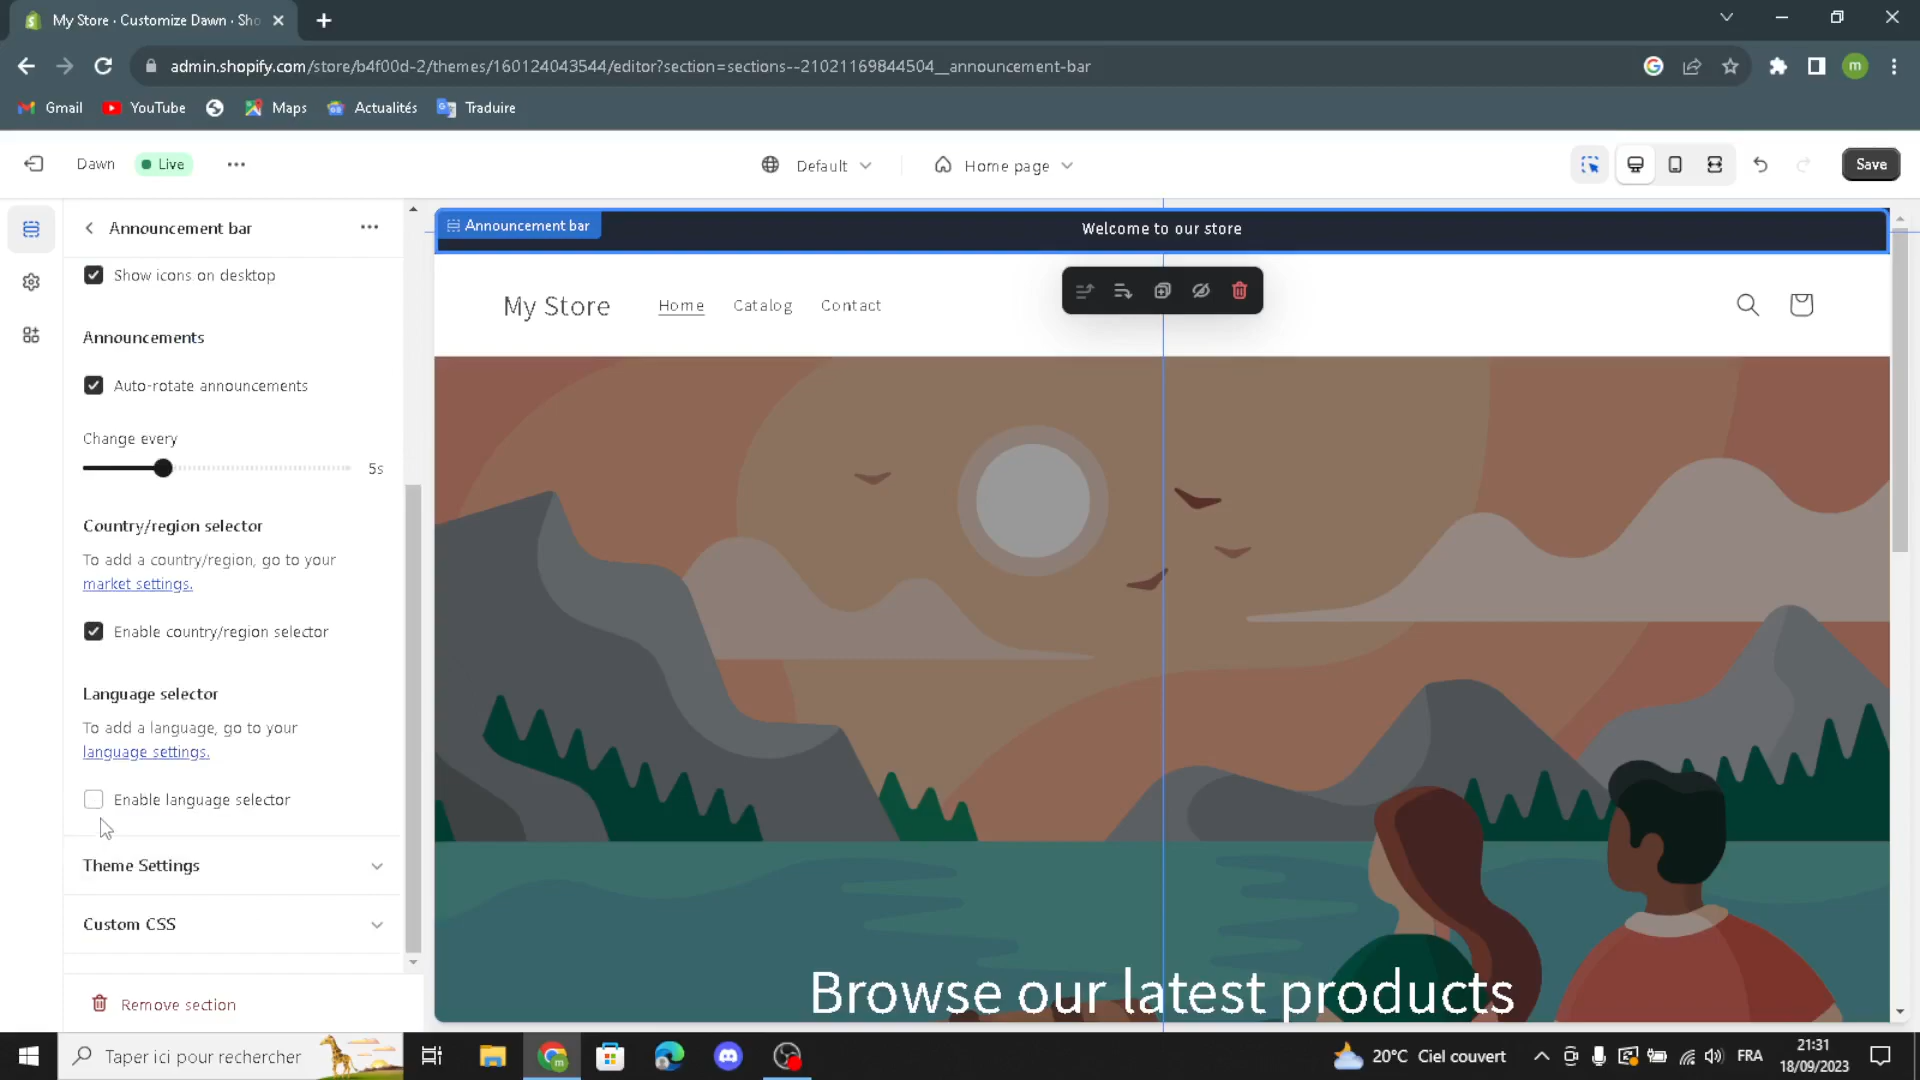 My Store · Customize Dawn · Sho
admin.shopify.com/store/b4f00d-2/themes/160124043544/editor?section=sections--21021169844504__announcement-bar
m
Gmail
YouTube
Maps
Actualités
Traduire
Dawn
Live
Default
Home page
Save
Announcement bar
Announcement bar
Welcome to our store
Show icons on desktop
My Store
Home
Catalog
Contact
Announcements
Auto-rotate announcements
Change every
5s
Country/region selector
To add a country/region, go to your
market settings.
Enable country/region selector
Language selector
To add a language, go to your
language settings.
Enable language selector
Theme Settings
Custom CSS
Browse our latest products
Remove section
Taper ici pour rechercher
20°C Ciel couvert
FRA
21:31
18/09/2023